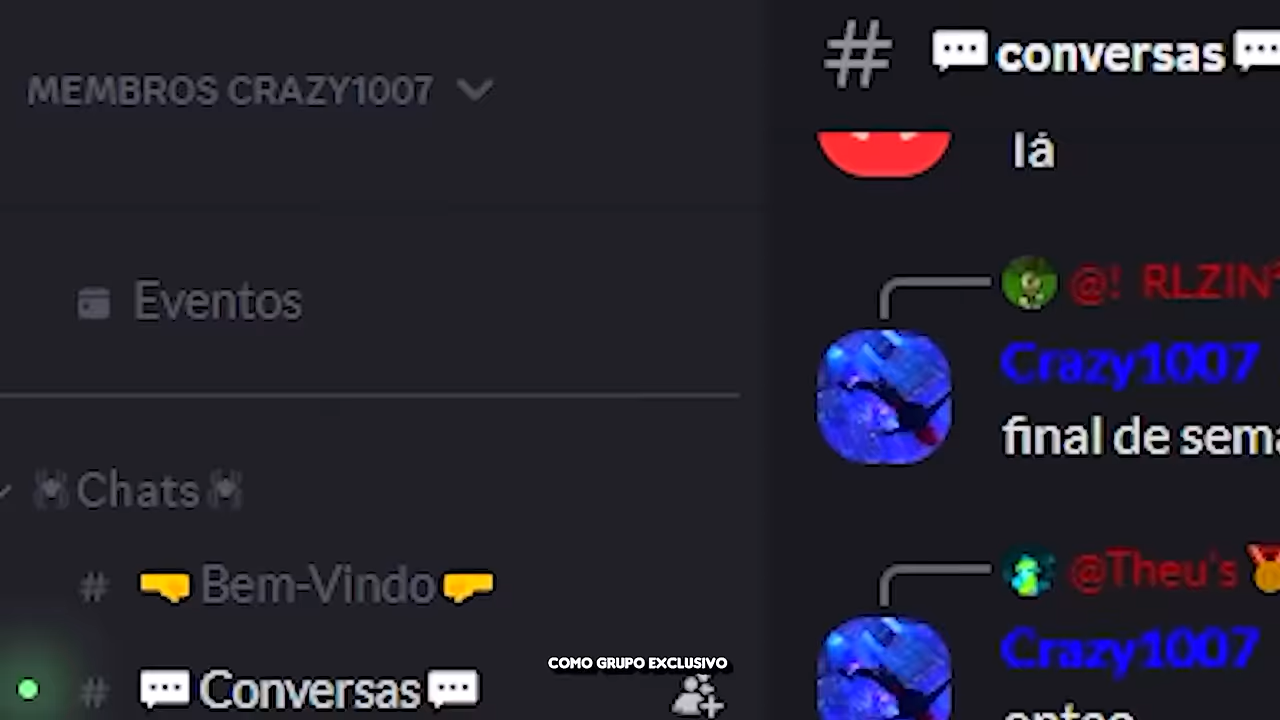 MEMBROS CRAZY1007
Eventos
Chats
# Bem-Vindo
# Conversas
COMO GRUPO EXCLUSIVO
# conversas
lá
@! RLZIN
Crazy1007
final de sema
@Theu's
Crazy1007